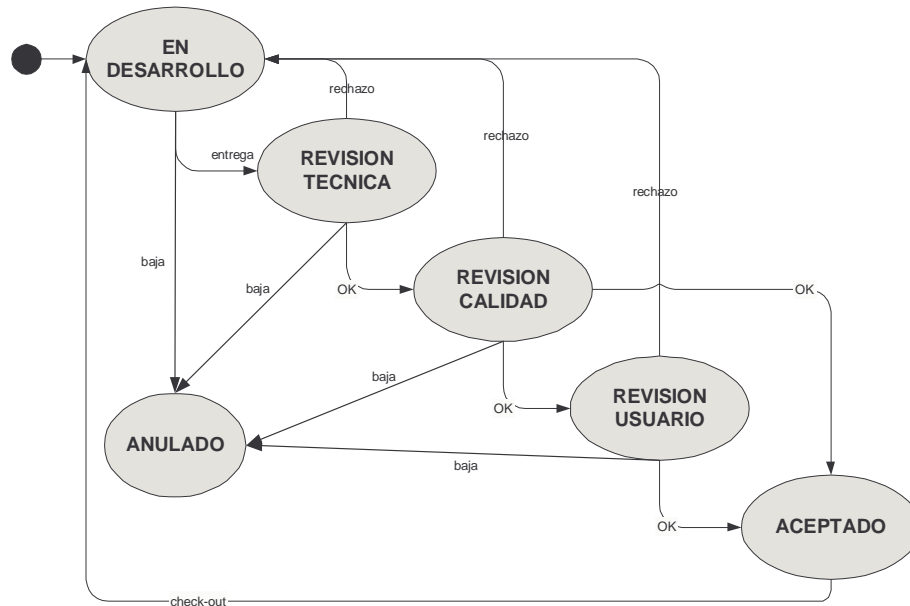 EN
DESARROLLO
rechazo
entrega
REVISION
TECNICA
rechazo
rechazo
baja
baja
OK
REVISION
CALIDAD
OK
baja
OK
REVISION
USUARIO
ANULADO
baja
OK
ACEPTADO
check-out